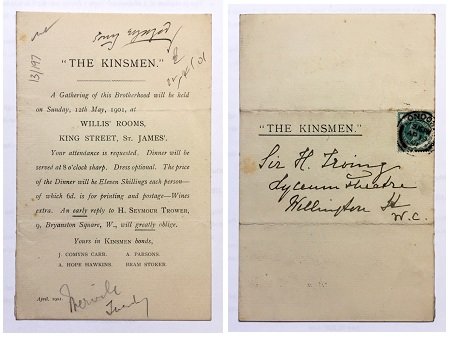 13/197
"THE KINSMEN."
A Gathering of this Brotherhood will be held
on Sunday, 12th May, 1901, at
WILLIS' ROOMS,
KING STREET, ST. JAMES'.
Your attendance is requested. Dinner will be
served at 8 o'clock sharp. Dress optional. The price
of the Dinner will be Eleven Shillings each person—
of which 6d. is for printing and postage—Wines
extra. An early reply to H. SEYMOUR TROWER,
9, Bryanston Square, W., will greatly oblige.
Yours in KINSMEN bonds,
J. COMYNS CARR. A. PARSONS.
A. HOPE HAWKINS. BRAM STOKER.
April, 1901.
"THE KINSMEN."
Sir H. Irving
Lyceum Theatre
Wellington St
W.C.